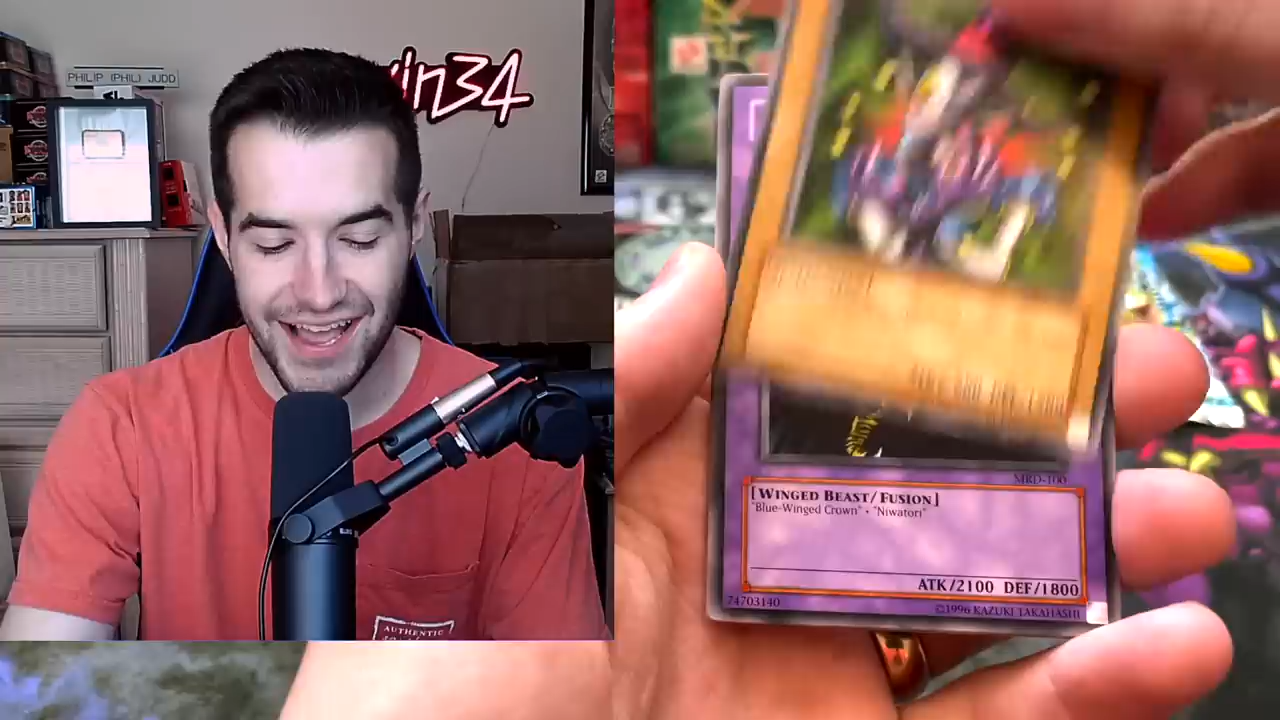 PHILIP (PHIL) JUDD
in34
MRD-100
[WINGED BEAST/FUSION]
"Blue-Winged Crown" • "Niwatori"
ATK/2100 DEF/1800
74703140
©1996 KAZUKI TAKAHASHI
AUTHENTIC